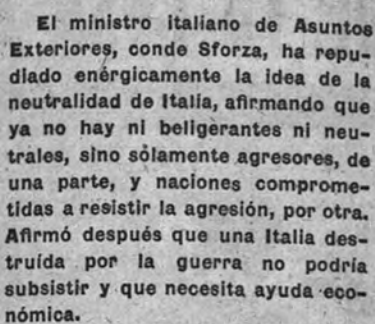 El ministro italiano de Asuntos
Exteriores, conde Sforza, ha repu-
diado enérgicamente la idea de la
neutralidad de Italia, afirmando que
ya no hay ni beligerantes ni neu-
trales, sino sólamente agresores, de
una parte, y naciones comprome-
tidas a resistir la agresión, por otra.
Afirmó después que una Italia des-
truída por la guerra no podría
subsistir y que necesita ayuda eco-
nómica.